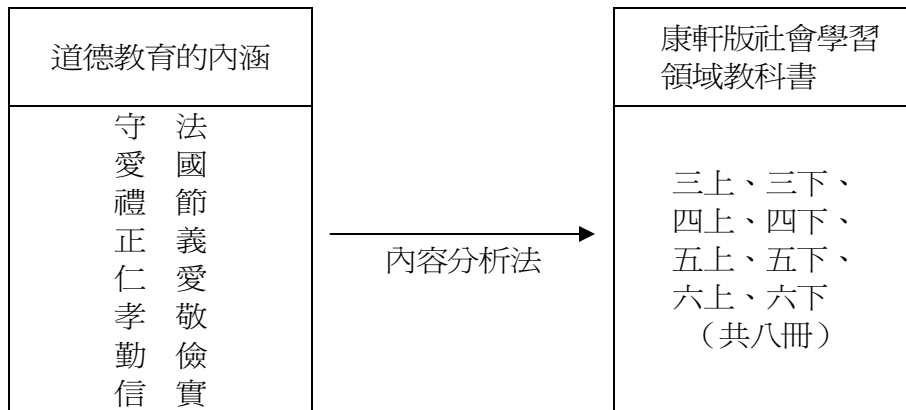 道德教育的內涵
守 法
愛 國
禮 節
正 義
仁 愛
孝 敬
勤 儉
信 實
內容分析法
康軒版社會學習
領域教科書
三上、三下、
四上、四下、
五上、五下、
六上、六下
（共八冊）